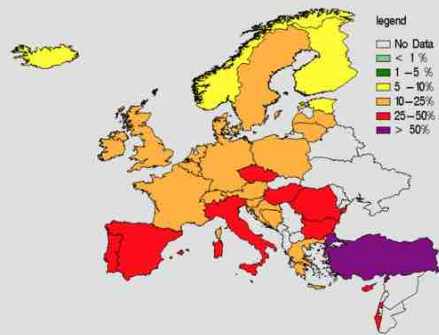 legend
No Data
< 1 %
1 – 5 %
5 – 10%
10 – 25%
25 – 50%
> 50%